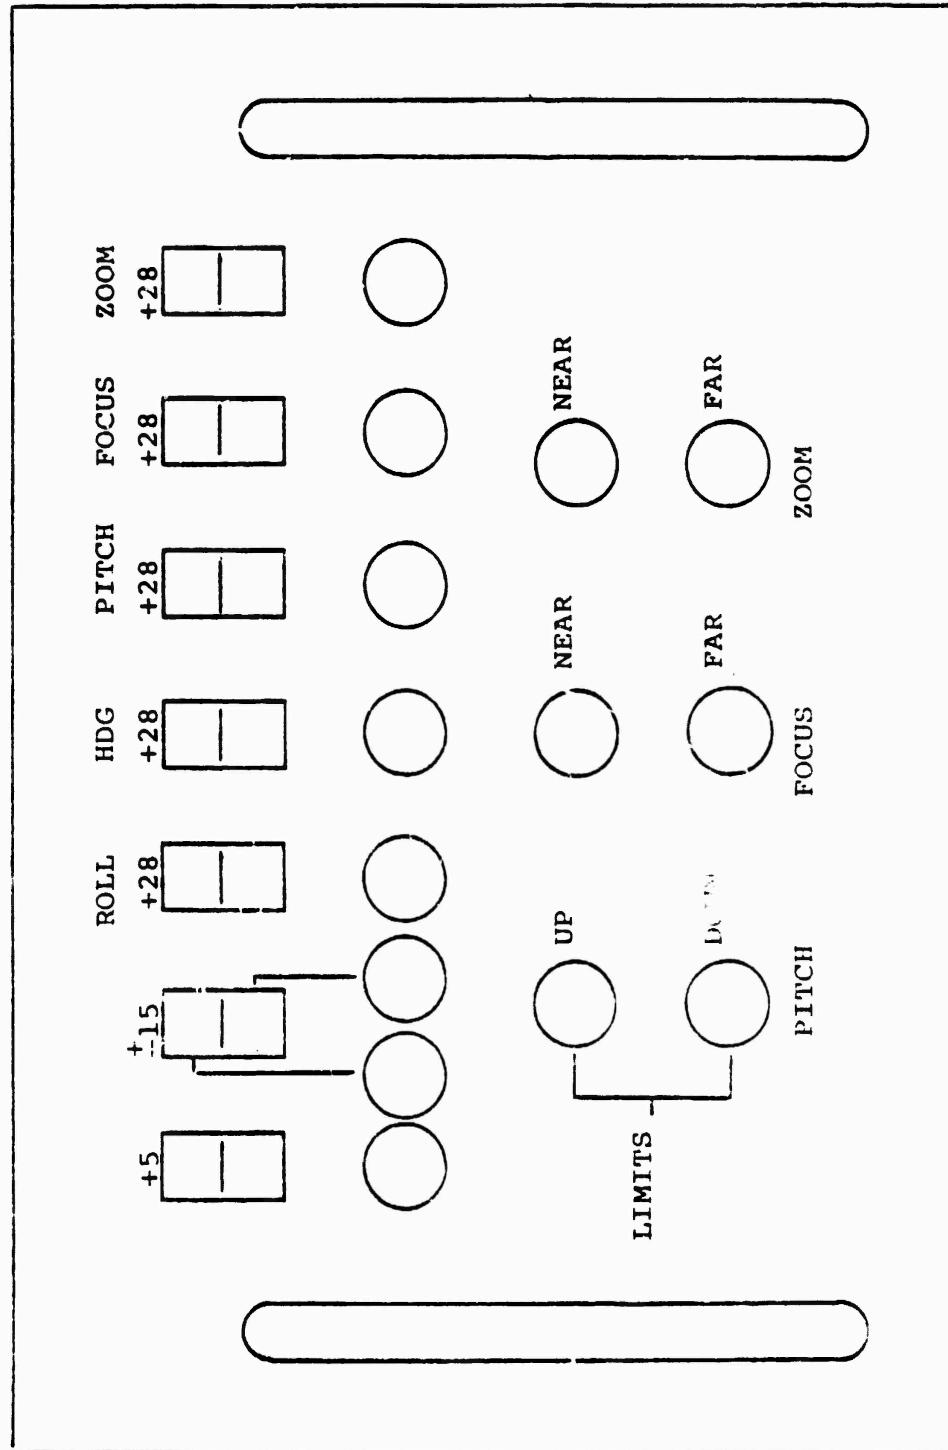 ROLL HDG PITCH FOCUS ZOOM
+5 ±15 +28 +28 +28 +28 +28
UP NEAR NEAR
LIMITS
FAR FAR
PITCH FOCUS ZOOM